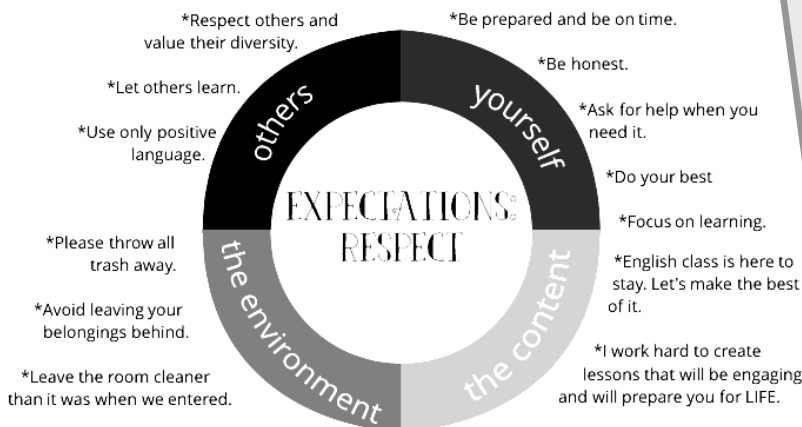 EXPECTATIONS:
RESPECT
others
*Respect others and
value their diversity.
*Let others learn.
*Use only positive
language.
yourself
*Be prepared and be on time.
*Be honest.
*Ask for help when you
need it.
*Do your best
*Focus on learning.
the environment
*Please throw all
trash away.
*Avoid leaving your
belongings behind.
*Leave the room cleaner
than it was when we entered.
the content
*English class is here to
stay. Let's make the best
of it.
*I work hard to create
lessons that will be engaging
and will prepare you for LIFE.